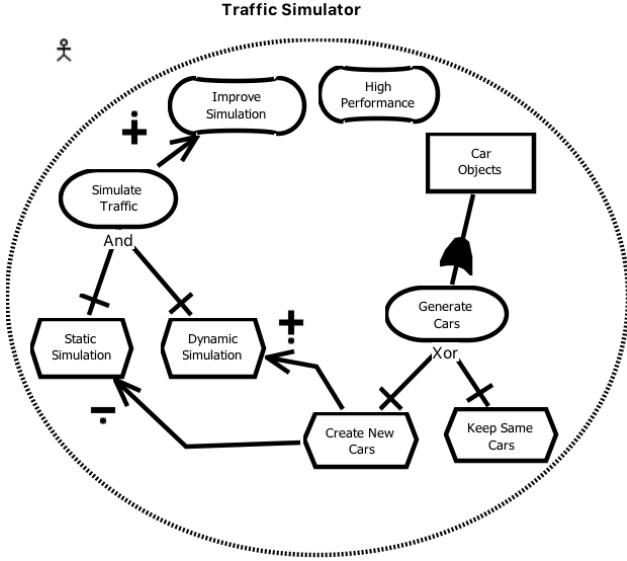 Traffic Simulator
Improve
Simulation
High
Performance
Car
Objects
Simulate
Traffic
And
Static
Simulation
Dynamic
Simulation
Generate
Cars
Xor
Create New
Cars
Keep Same
Cars